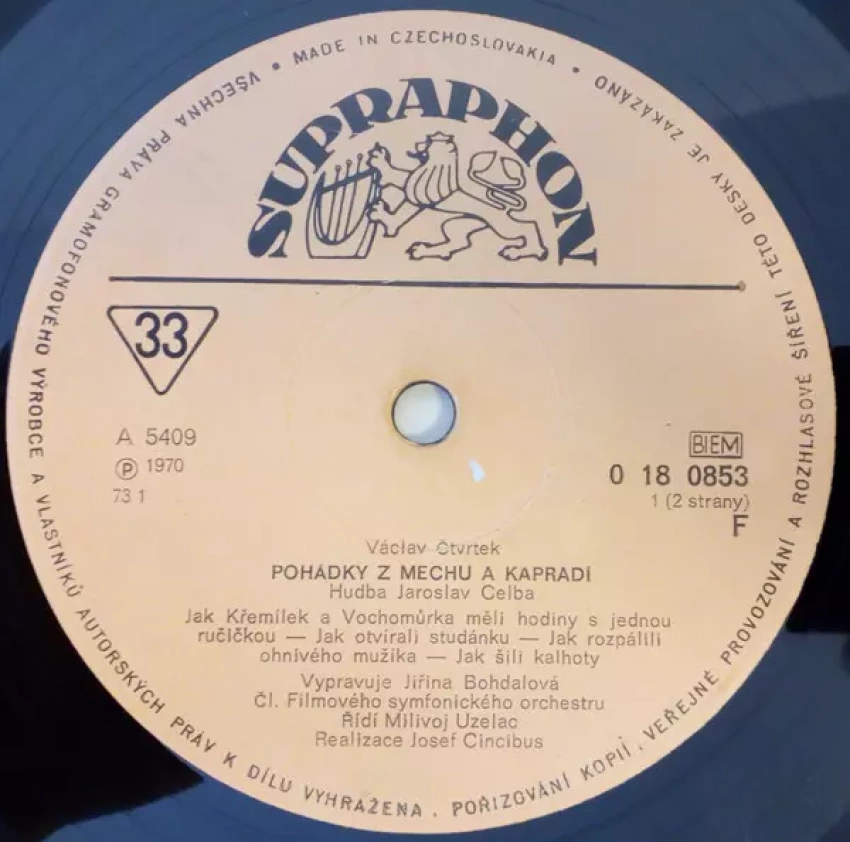 VŠECHNA PRÁVA GRAMOFONOVÉHO VÝROBCE A VLASTNÍKŮ AUTORSKÝCH PRÁV K DÍLU VYHRAŽENA . POŘIZOVÁNÍ KOPIÍ , VEŘEJNÉ PROVOZOVÁNÍ A ROZHLASOVÉ ŠÍŘENÍ TÉTO DESKY JE ZAKÁZÁNO • MADE IN CZECHOSLOVAKIA •
SUPRAPHON
33
A 5409
Ⓟ 1970
73 1
BIEM
0 18 0853
1 (2 strany)
F
Václav Čtvrtek
POHÁDKY Z MECHU A KAPRADÍ
Hudba Jaroslav Celba
Jak Křemílek a Vochomůrka měli hodiny s jednou
ručičkou — Jak otvírali studánku — Jak rozpálili
ohnivého mužíka — Jak šili kalhoty
Vypravuje Jiřina Bohdalová
Čl. Filmového symfonického orchestru
Řídí Milivoj Uzelac
Realizace Josef Cincibus